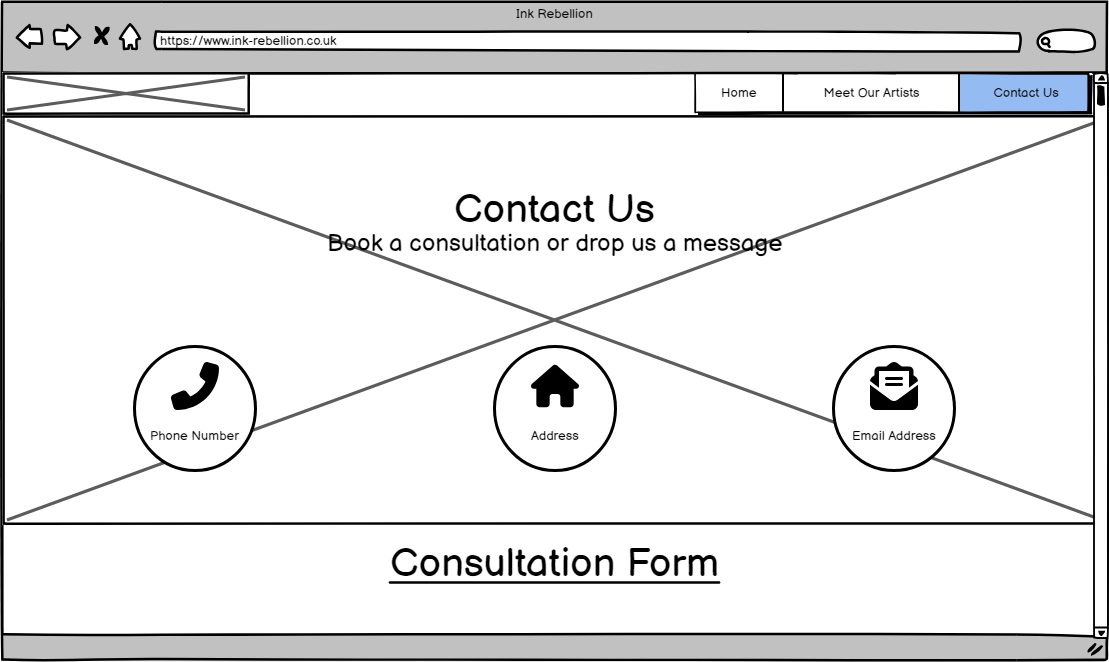 Ink Rebellion
https://www.ink-rebellion.co.uk
Home
Meet Our Artists
Contact Us
Contact Us
Book a consultation or drop us a message
Phone Number
Address
Email Address
Consultation Form